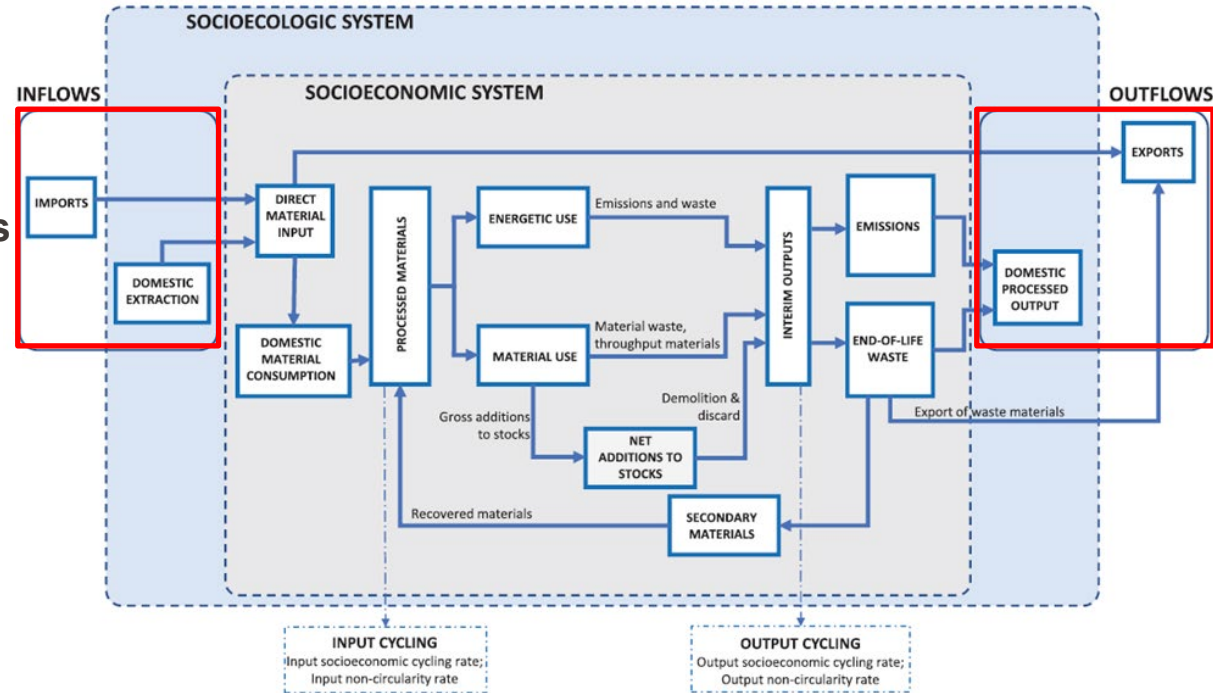 SOCIOECOLOGIC SYSTEM
INFLOWS
SOCIOECONOMIC SYSTEM
OUTFLOWS
EXPORTS
IMPORTS
DIRECT
MATERIAL
INPUT
PROCESSED MATERIALS
ENERGETIC USE
Emissions and waste
INTERIM OUTPUTS
EMISSIONS
s
DOMESTIC
EXTRACTION
DOMESTIC
PROCESSED
OUTPUT
DOMESTIC
MATERIAL
CONSUMPTION
MATERIAL USE
Material waste,
throughput materials
END-OF-LIFE
WASTE
Gross additions
to stocks
Demolition &
discard
Export of waste materials
NET
ADDITIONS TO
STOCKS
Recovered materials
SECONDARY
MATERIALS
INPUT CYCLING
Input socioeconomic cycling rate;
Input non-circularity rate
OUTPUT CYCLING
Output socioeconomic cycling rate;
Output non-circularity rate